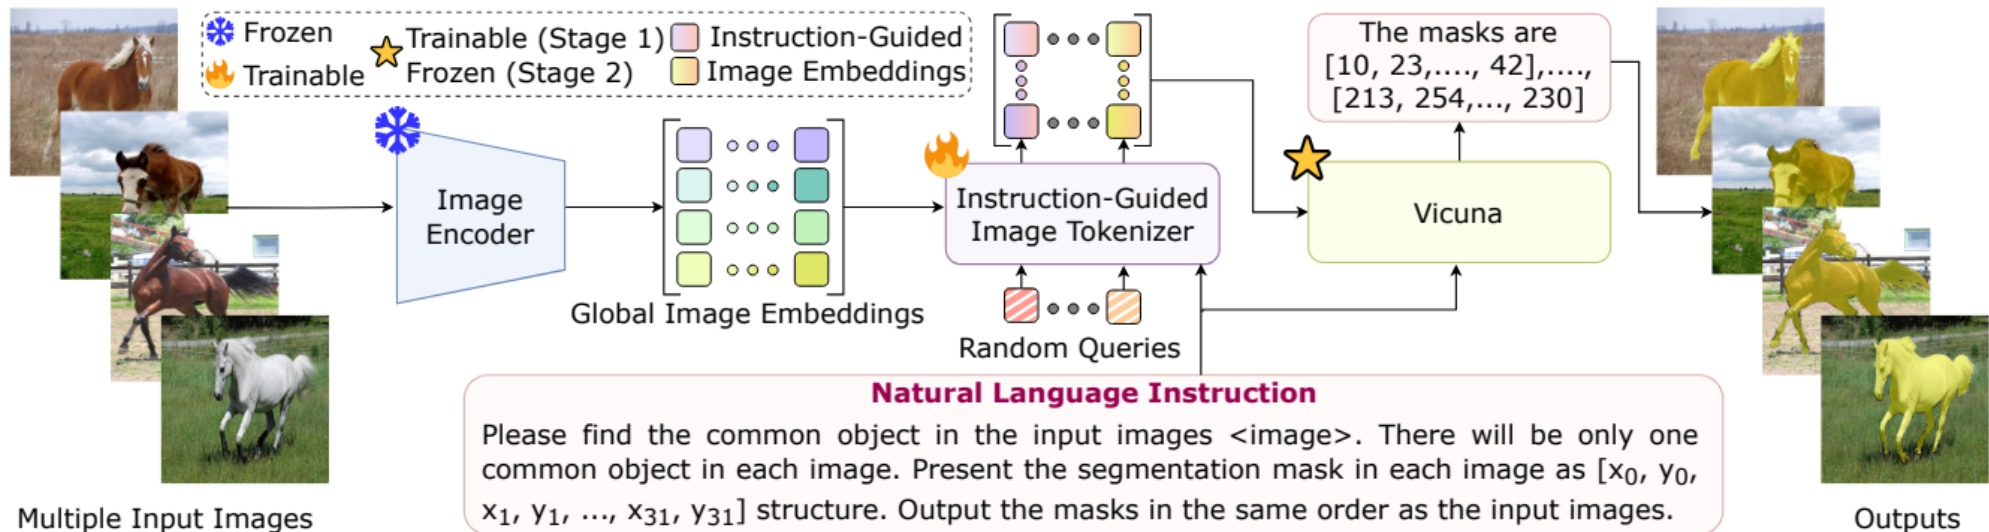 Frozen
Trainable
Trainable (Stage 1)
Frozen (Stage 2)
Instruction-Guided
Image Embeddings
The masks are
[10, 23,...., 42],....,
[213, 254,..., 230]
Image
Encoder
Global Image Embeddings
Instruction-Guided
Image Tokenizer
Random Queries
Vicuna
Natural Language Instruction
Please find the common object in the input images <image>. There will be only one
common object in each image. Present the segmentation mask in each image as [x₀, y₀,
x₁, y₁, ..., x₃₁, y₃₁] structure. Output the masks in the same order as the input images.
Multiple Input Images
Outputs